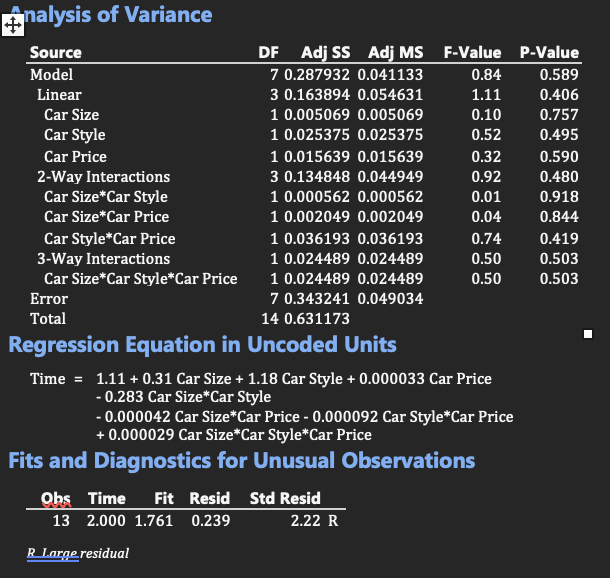 Analysis of Variance
Source DF Adj SS Adj MS F-Value P-Value
Model 7 0.287932 0.041133 0.84 0.589
Linear 3 0.163894 0.054631 1.11 0.406
Car Size 1 0.005069 0.005069 0.10 0.757
Car Style 1 0.025375 0.025375 0.52 0.495
Car Price 1 0.015639 0.015639 0.32 0.590
2-Way Interactions 3 0.134848 0.044949 0.92 0.480
Car Size*Car Style 1 0.000562 0.000562 0.01 0.918
Car Size*Car Price 1 0.002049 0.002049 0.04 0.844
Car Style*Car Price 1 0.036193 0.036193 0.74 0.419
3-Way Interactions 1 0.024489 0.024489 0.50 0.503
Car Size*Car Style*Car Price 1 0.024489 0.024489 0.50 0.503
Error 7 0.343241 0.049034
Total 14 0.631173
Regression Equation in Uncoded Units
Time = 1.11 + 0.31 Car Size + 1.18 Car Style + 0.000033 Car Price
- 0.283 Car Size*Car Style
- 0.000042 Car Size*Car Price - 0.000092 Car Style*Car Price
+ 0.000029 Car Size*Car Style*Car Price
Fits and Diagnostics for Unusual Observations
Obs Time Fit Resid Std Resid
13 2.000 1.761 0.239 2.22 R
R Large residual